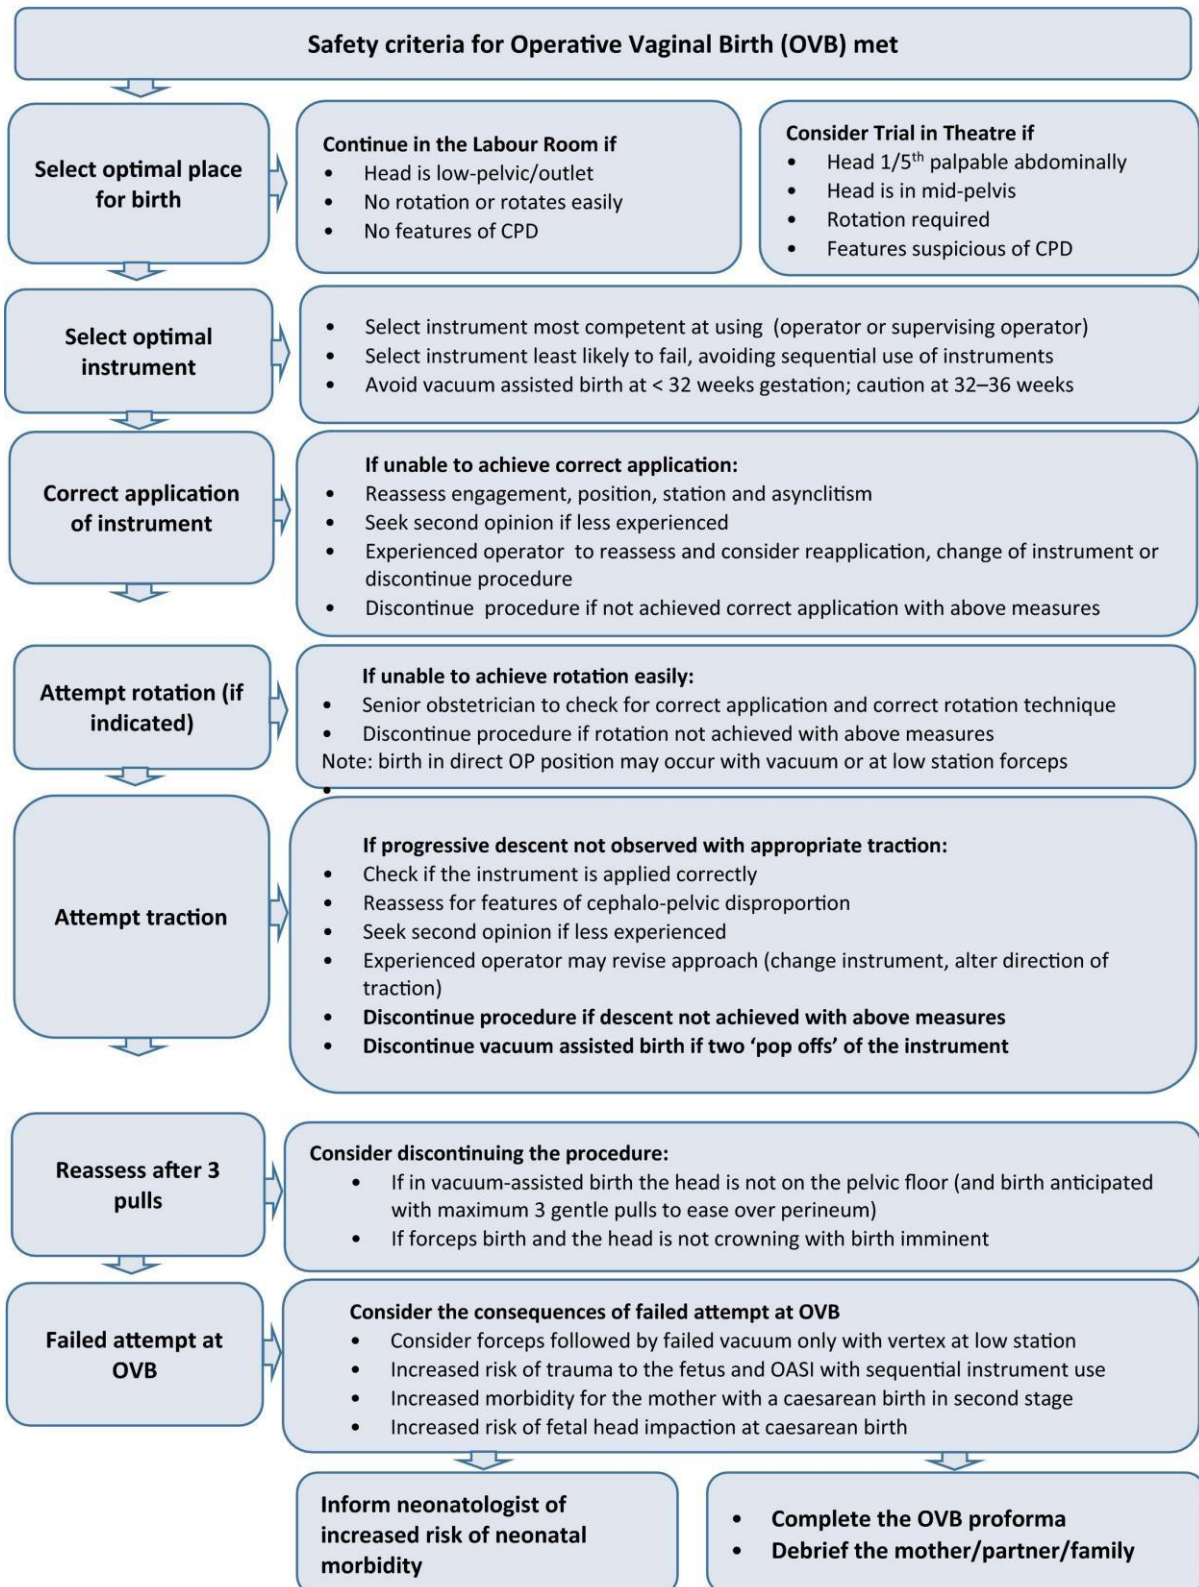 Safety criteria for Operative Vaginal Birth (OVB) met
Select optimal place
for birth
Continue in the Labour Room if
• Head is low-pelvic/outlet
• No rotation or rotates easily
• No features of CPD
Consider Trial in Theatre if
• Head 1/5th palpable abdominally
• Head is in mid-pelvis
• Rotation required
• Features suspicious of CPD
Select optimal
instrument
• Select instrument most competent at using (operator or supervising operator)
• Select instrument least likely to fail, avoiding sequential use of instruments
• Avoid vacuum assisted birth at < 32 weeks gestation; caution at 32–36 weeks
Correct application
of instrument
If unable to achieve correct application:
• Reassess engagement, position, station and asynclitism
• Seek second opinion if less experienced
• Experienced operator to reassess and consider reapplication, change of instrument or
discontinue procedure
• Discontinue procedure if not achieved correct application with above measures
Attempt rotation (if
indicated)
If unable to achieve rotation easily:
• Senior obstetrician to check for correct application and correct rotation technique
• Discontinue procedure if rotation not achieved with above measures
Note: birth in direct OP position may occur with vacuum or at low station forceps
•
Attempt traction
If progressive descent not observed with appropriate traction:
• Check if the instrument is applied correctly
• Reassess for features of cephalo-pelvic disproportion
• Seek second opinion if less experienced
• Experienced operator may revise approach (change instrument, alter direction of
traction)
• Discontinue procedure if descent not achieved with above measures
• Discontinue vacuum assisted birth if two ‘pop offs’ of the instrument
Reassess after 3
pulls
Consider discontinuing the procedure:
• If in vacuum-assisted birth the head is not on the pelvic floor (and birth anticipated
with maximum 3 gentle pulls to ease over perineum)
• If forceps birth and the head is not crowning with birth imminent
Failed attempt at
OVB
Consider the consequences of failed attempt at OVB
• Consider forceps followed by failed vacuum only with vertex at low station
• Increased risk of trauma to the fetus and OASI with sequential instrument use
• Increased morbidity for the mother with a caesarean birth in second stage
• Increased risk of fetal head impaction at caesarean birth
Inform neonatologist of
increased risk of neonatal
morbidity
• Complete the OVB proforma
• Debrief the mother/partner/family